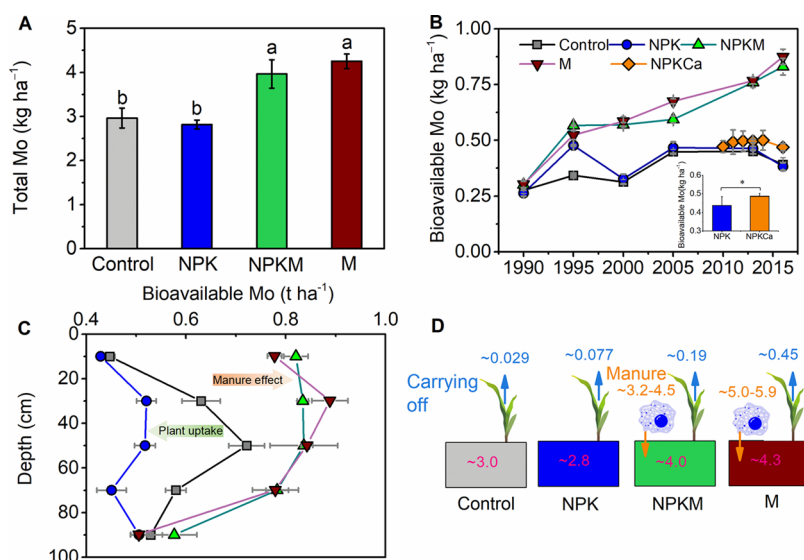 A
Total Mo (kg ha⁻¹)
5
4
3
2
1
0
b
b
a
a
Control
NPK
NPKM
M
B
Bioavailable Mo (kg ha⁻¹)
1.00
0.75
0.50
0.25
0.00
Control
NPK
NPKM
M
NPKCa
1990
1995
2000
2005
2010
2015
Bioavailable Mo(kg ha⁻¹)
0.6
0.5
0.4
0.3
*
NPK
NPKCa
C
Bioavailable Mo (t ha⁻¹)
0.4
0.6
0.8
1.0
Depth (cm)
0
20
40
60
80
100
Manure effect
Plant uptake
D
~0.029
~0.077
~0.19
~0.45
Carrying
off
Manure
~3.2-4.5
~5.0-5.9
~3.0
~2.8
~4.0
~4.3
Control
NPK
NPKM
M